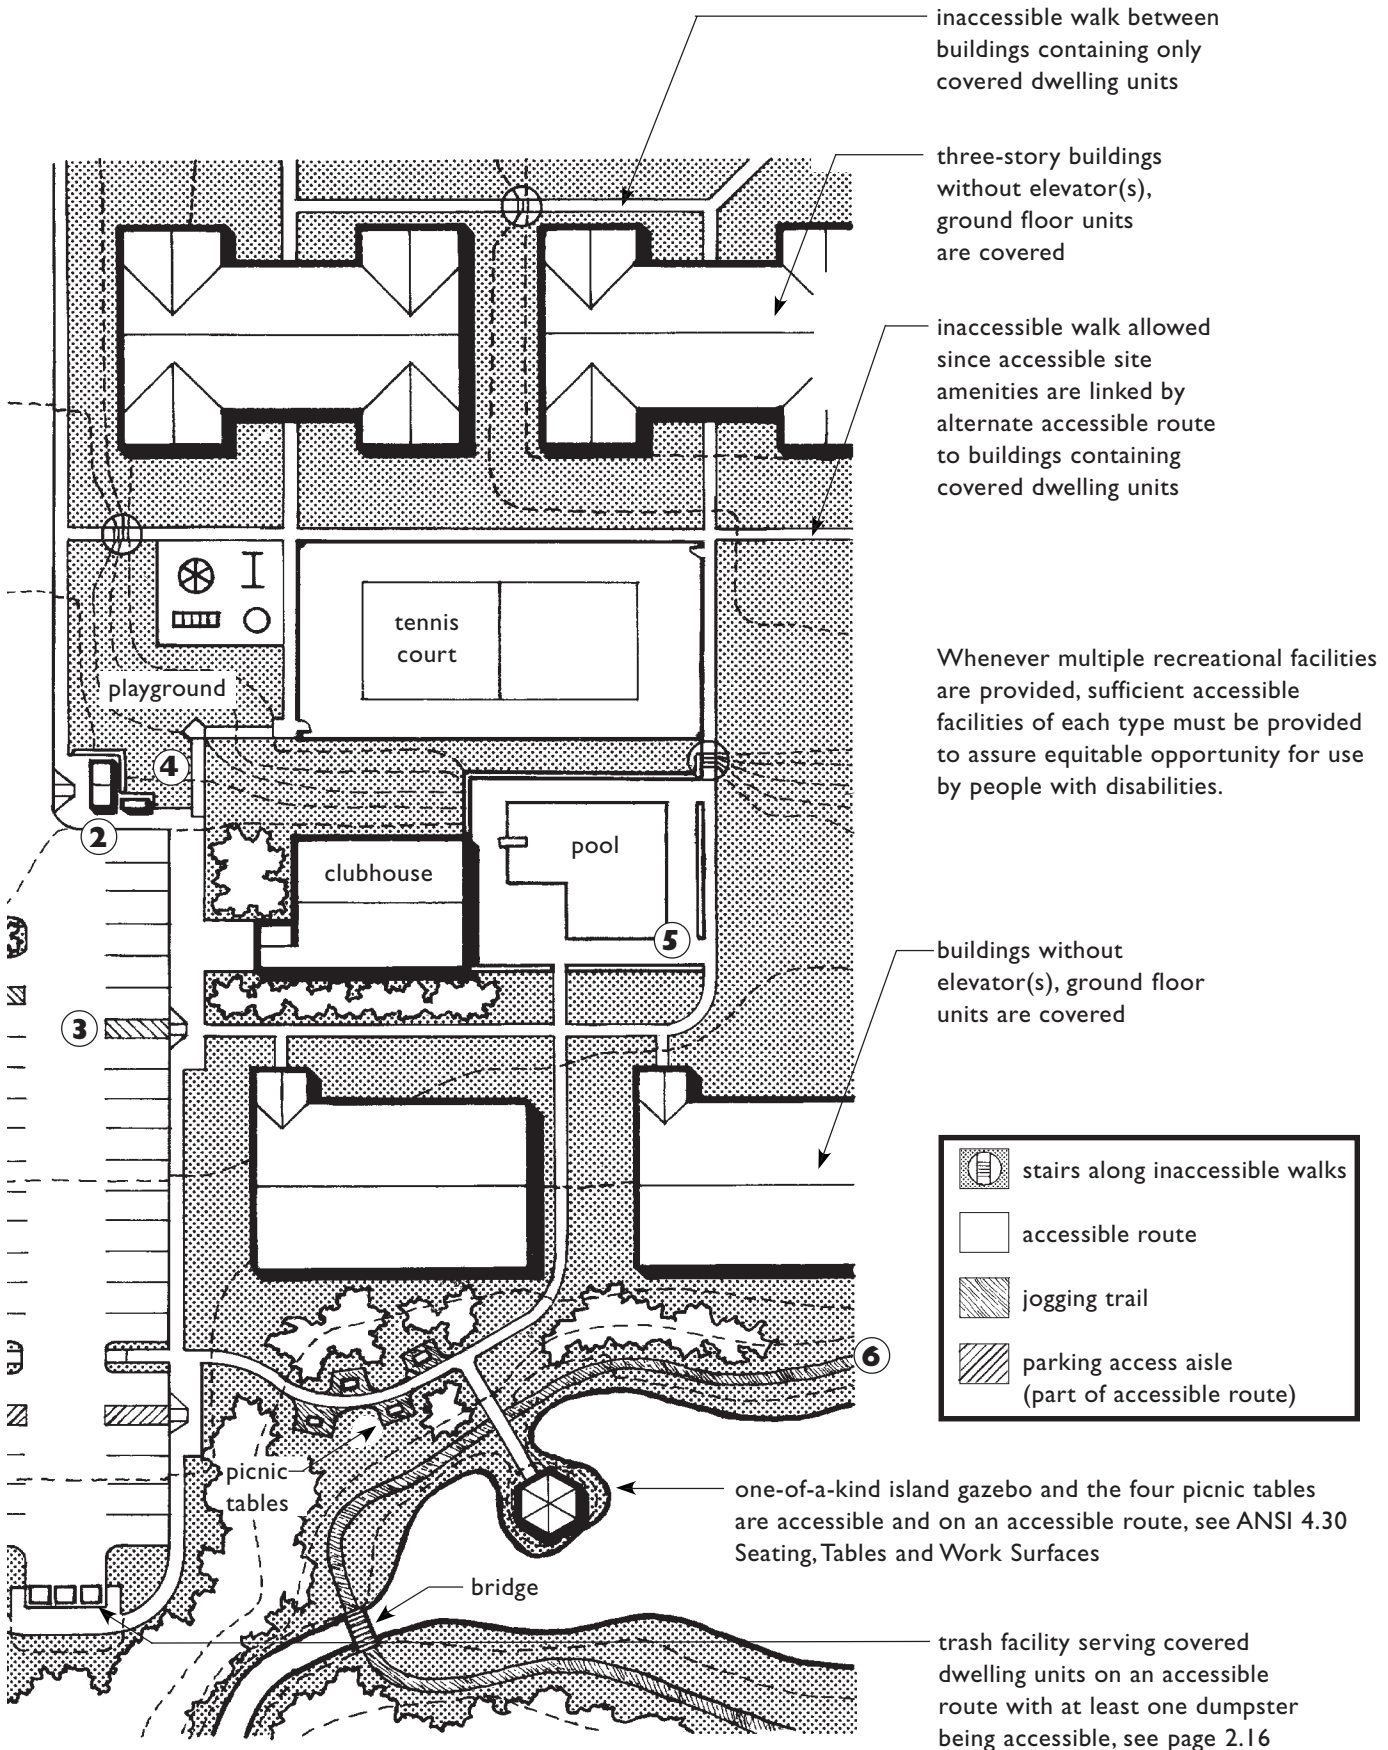 inaccessible walk between
buildings containing only
covered dwelling units
three-story buildings
without elevator(s),
ground floor units
are covered
inaccessible walk allowed
since accessible site
amenities are linked by
alternate accessible route
to buildings containing
covered dwelling units
tennis
court
Whenever multiple recreational facilities
are provided, sufficient accessible
facilities of each type must be provided
to assure equitable opportunity for use
by people with disabilities.
playground
4
2
pool
clubhouse
5
buildings without
elevator(s), ground floor
units are covered
3
stairs along inaccessible walks
accessible route
jogging trail
parking access aisle
(part of accessible route)
6
picnic
tables
one-of-a-kind island gazebo and the four picnic tables
are accessible and on an accessible route, see ANSI 4.30
Seating, Tables and Work Surfaces
bridge
trash facility serving covered
dwelling units on an accessible
route with at least one dumpster
being accessible, see page 2.16